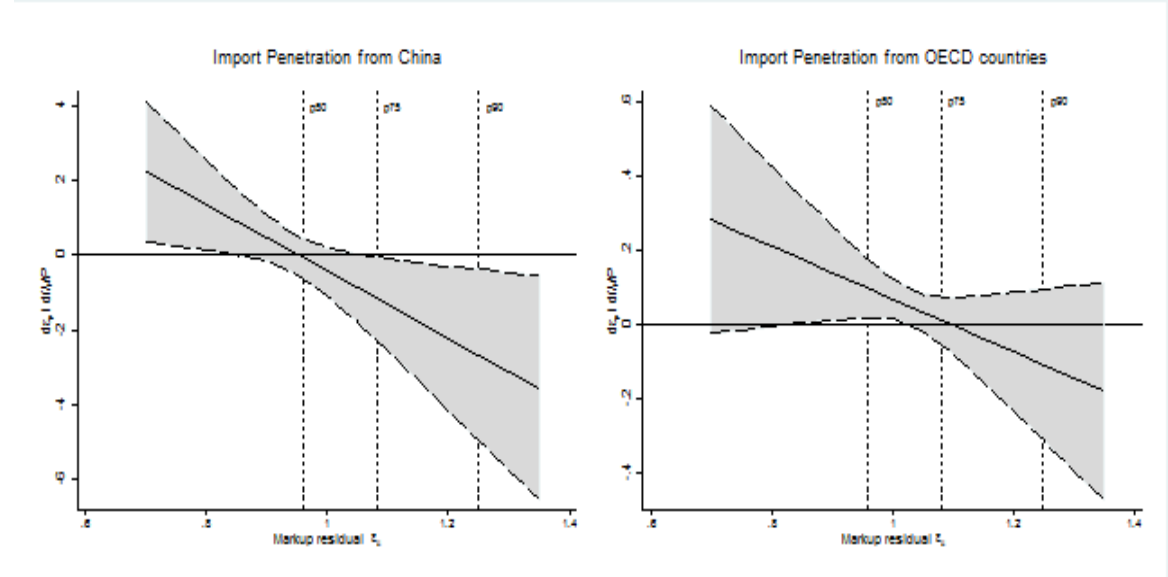 Import Penetration from China
Import Penetration from OECD countries
p50 p75 p90
p50 p75 p90
4
2
0
-2
-4
-6
.6 .8 1 1.2 1.4
Markup residual
.6
.4
.2
0
-.2
-.4
.6 .8 1 1.2 1.4
Markup residual